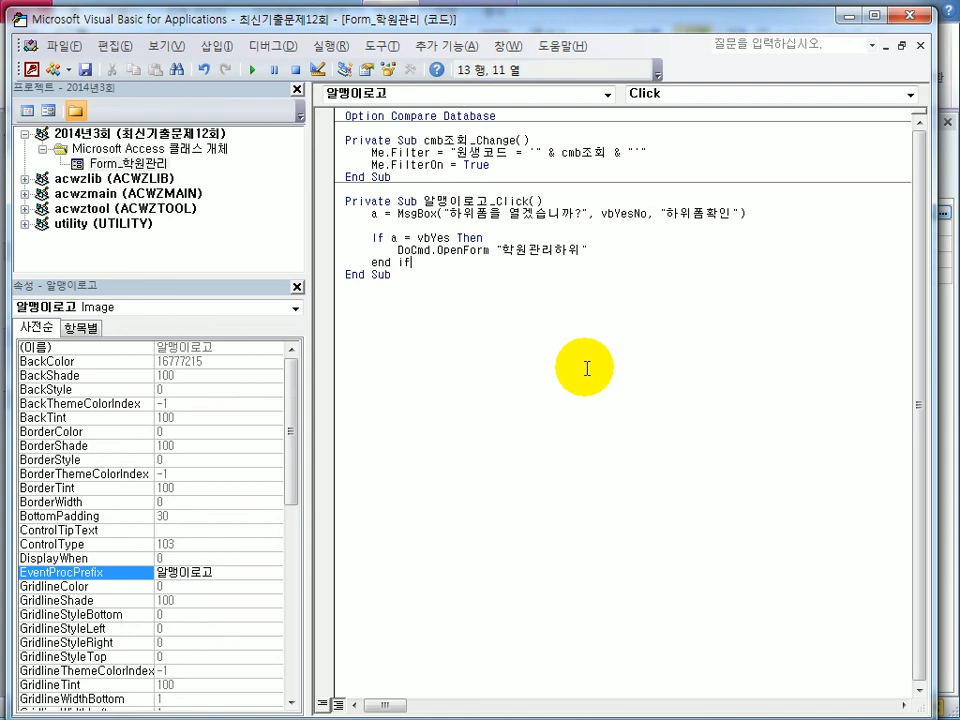 Microsoft Visual Basic for Applications - 최신기출문제12회 - [Form_학원관리 (코드)]
파일(F) 편집(E) 보기(V) 삽입(I) 디버그(D) 실행(R) 도구(T) 추가 기능(A) 창(W) 도움말(H) 질문을 입력하십시오.
13 행, 11 열
프로젝트 - 2014년3회
2014년3회 (최신기출문제12회)
Microsoft Access 클래스 개체
Form_학원관리
acwzlib (ACWZLIB)
acwzmain (ACWZMAIN)
acwztool (ACWZTOOL)
utility (UTILITY)
속성 - 알맹이로고
알맹이로고 Image
사전순 항목별
(이름) 알맹이로고
BackColor 16777215
BackShade 100
BackStyle 0
BackThemeColorIndex -1
BackTint 100
BorderColor 0
BorderShade 100
BorderStyle 0
BorderThemeColorIndex -1
BorderTint 100
BorderWidth 0
BottomPadding 30
ControlTipText
ControlType 103
DisplayWhen 0
EventProcPrefix 알맹이로고
GridlineColor 0
GridlineShade 100
GridlineStyleBottom 0
GridlineStyleLeft 0
GridlineStyleRight 0
GridlineStyleTop 0
GridlineThemeColorIndex -1
GridlineTint 100
GridlineWidthBottom 1
알맹이로고 Click
Option Compare Database
Private Sub cmb조회_Change()
Me.Filter = "원생코드 = '" & cmb조회 & "'"
Me.FilterOn = True
End Sub
Private Sub 알맹이로고_Click()
a = MsgBox("하위폼을 열겠습니까?", vbYesNo, "하위폼확인")
If a = vbYes Then
DoCmd.OpenForm "학원관리하위"
end if
End Sub